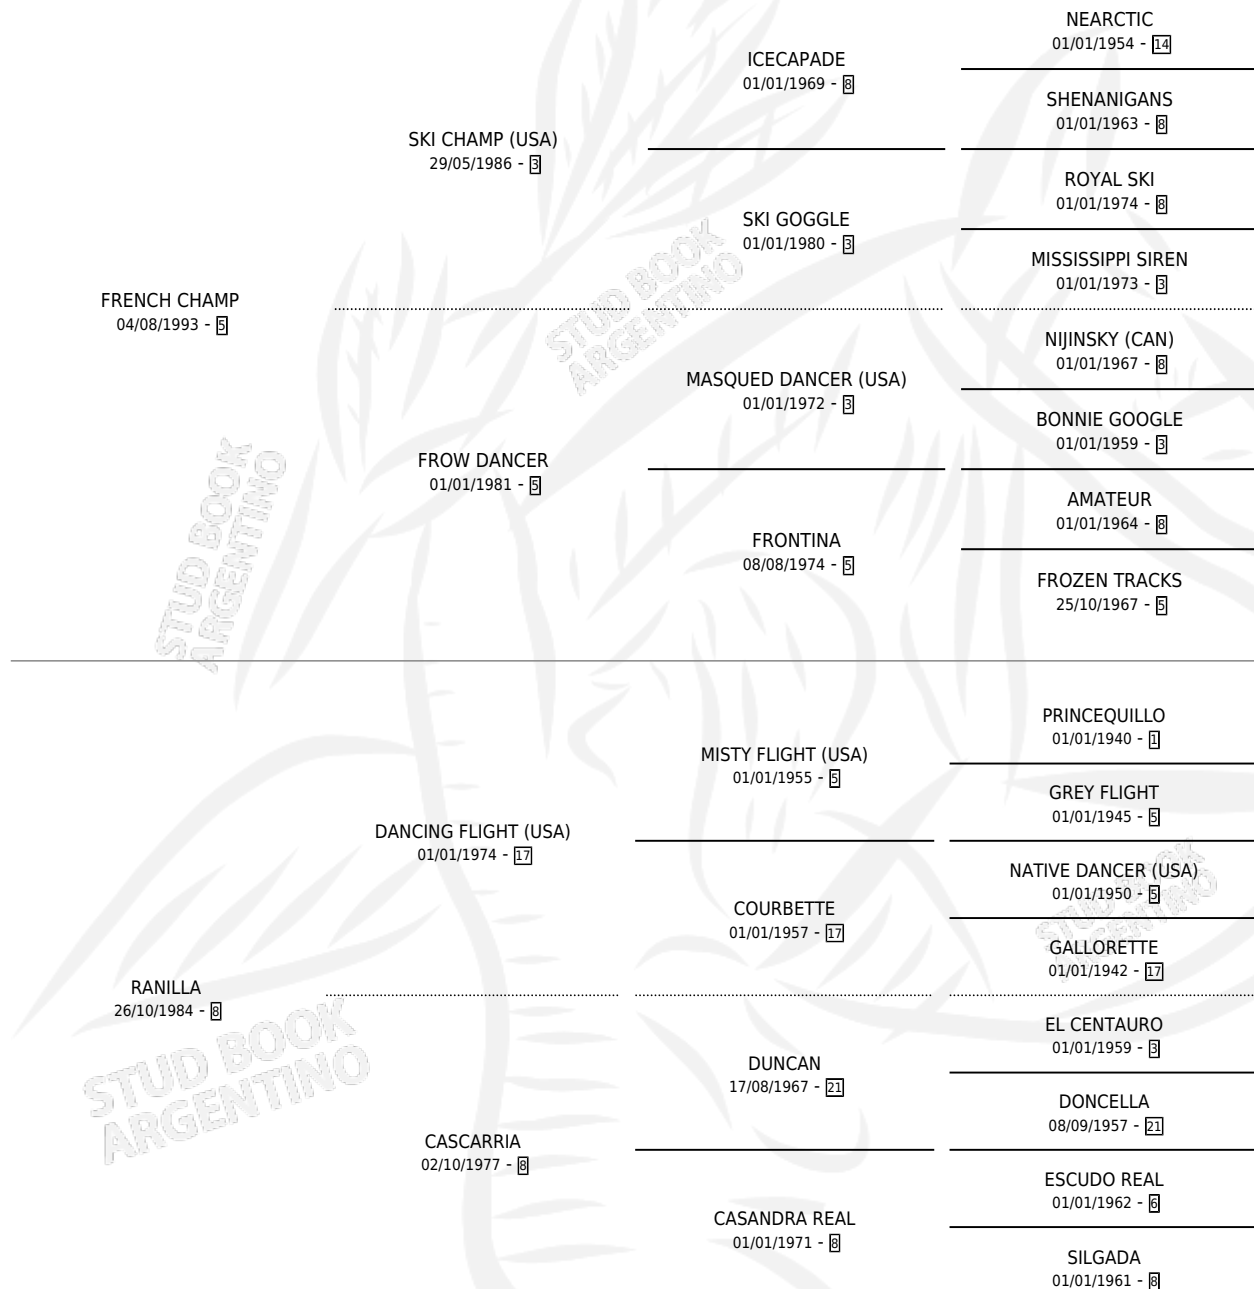 NEARCTIC
01/01/1954 - 14
ICECAPADE
01/01/1969 - 8
SHENANIGANS
01/01/1963 - 8
SKI CHAMP (USA)
29/05/1986 - 3
ROYAL SKI
01/01/1974 - 8
SKI GOGGLE
01/01/1980 - 3
MISSISSIPPI SIREN
01/01/1973 - 3
FRENCH CHAMP
04/08/1993 - 5
NIJINSKY (CAN)
01/01/1967 - 8
MASQUED DANCER (USA)
01/01/1972 - 3
BONNIE GOOGLE
01/01/1959 - 3
FROW DANCER
01/01/1981 - 5
AMATEUR
01/01/1964 - 8
FRONTINA
08/08/1974 - 5
FROZEN TRACKS
25/10/1967 - 5
PRINCEQUILLO
01/01/1940 - 1
MISTY FLIGHT (USA)
01/01/1955 - 5
GREY FLIGHT
01/01/1945 - 5
DANCING FLIGHT (USA)
01/01/1974 - 17
NATIVE DANCER (USA)
01/01/1950 - 5
COURBETTE
01/01/1957 - 17
GALLORETTE
01/01/1942 - 17
RANILLA
26/10/1984 - 8
EL CENTAURO
01/01/1959 - 3
DUNCAN
17/08/1967 - 21
DONCELLA
08/09/1957 - 21
CASCARRIA
02/10/1977 - 8
ESCUDO REAL
01/01/1962 - 6
CASANDRA REAL
01/01/1971 - 8
SILGADA
01/01/1961 - 8
STUD BOOK
ARGENTINO
STUD BOOK
ARGENTINO
STUD BOOK
ARGENTINO
STUD BOOK
ARGENTINO